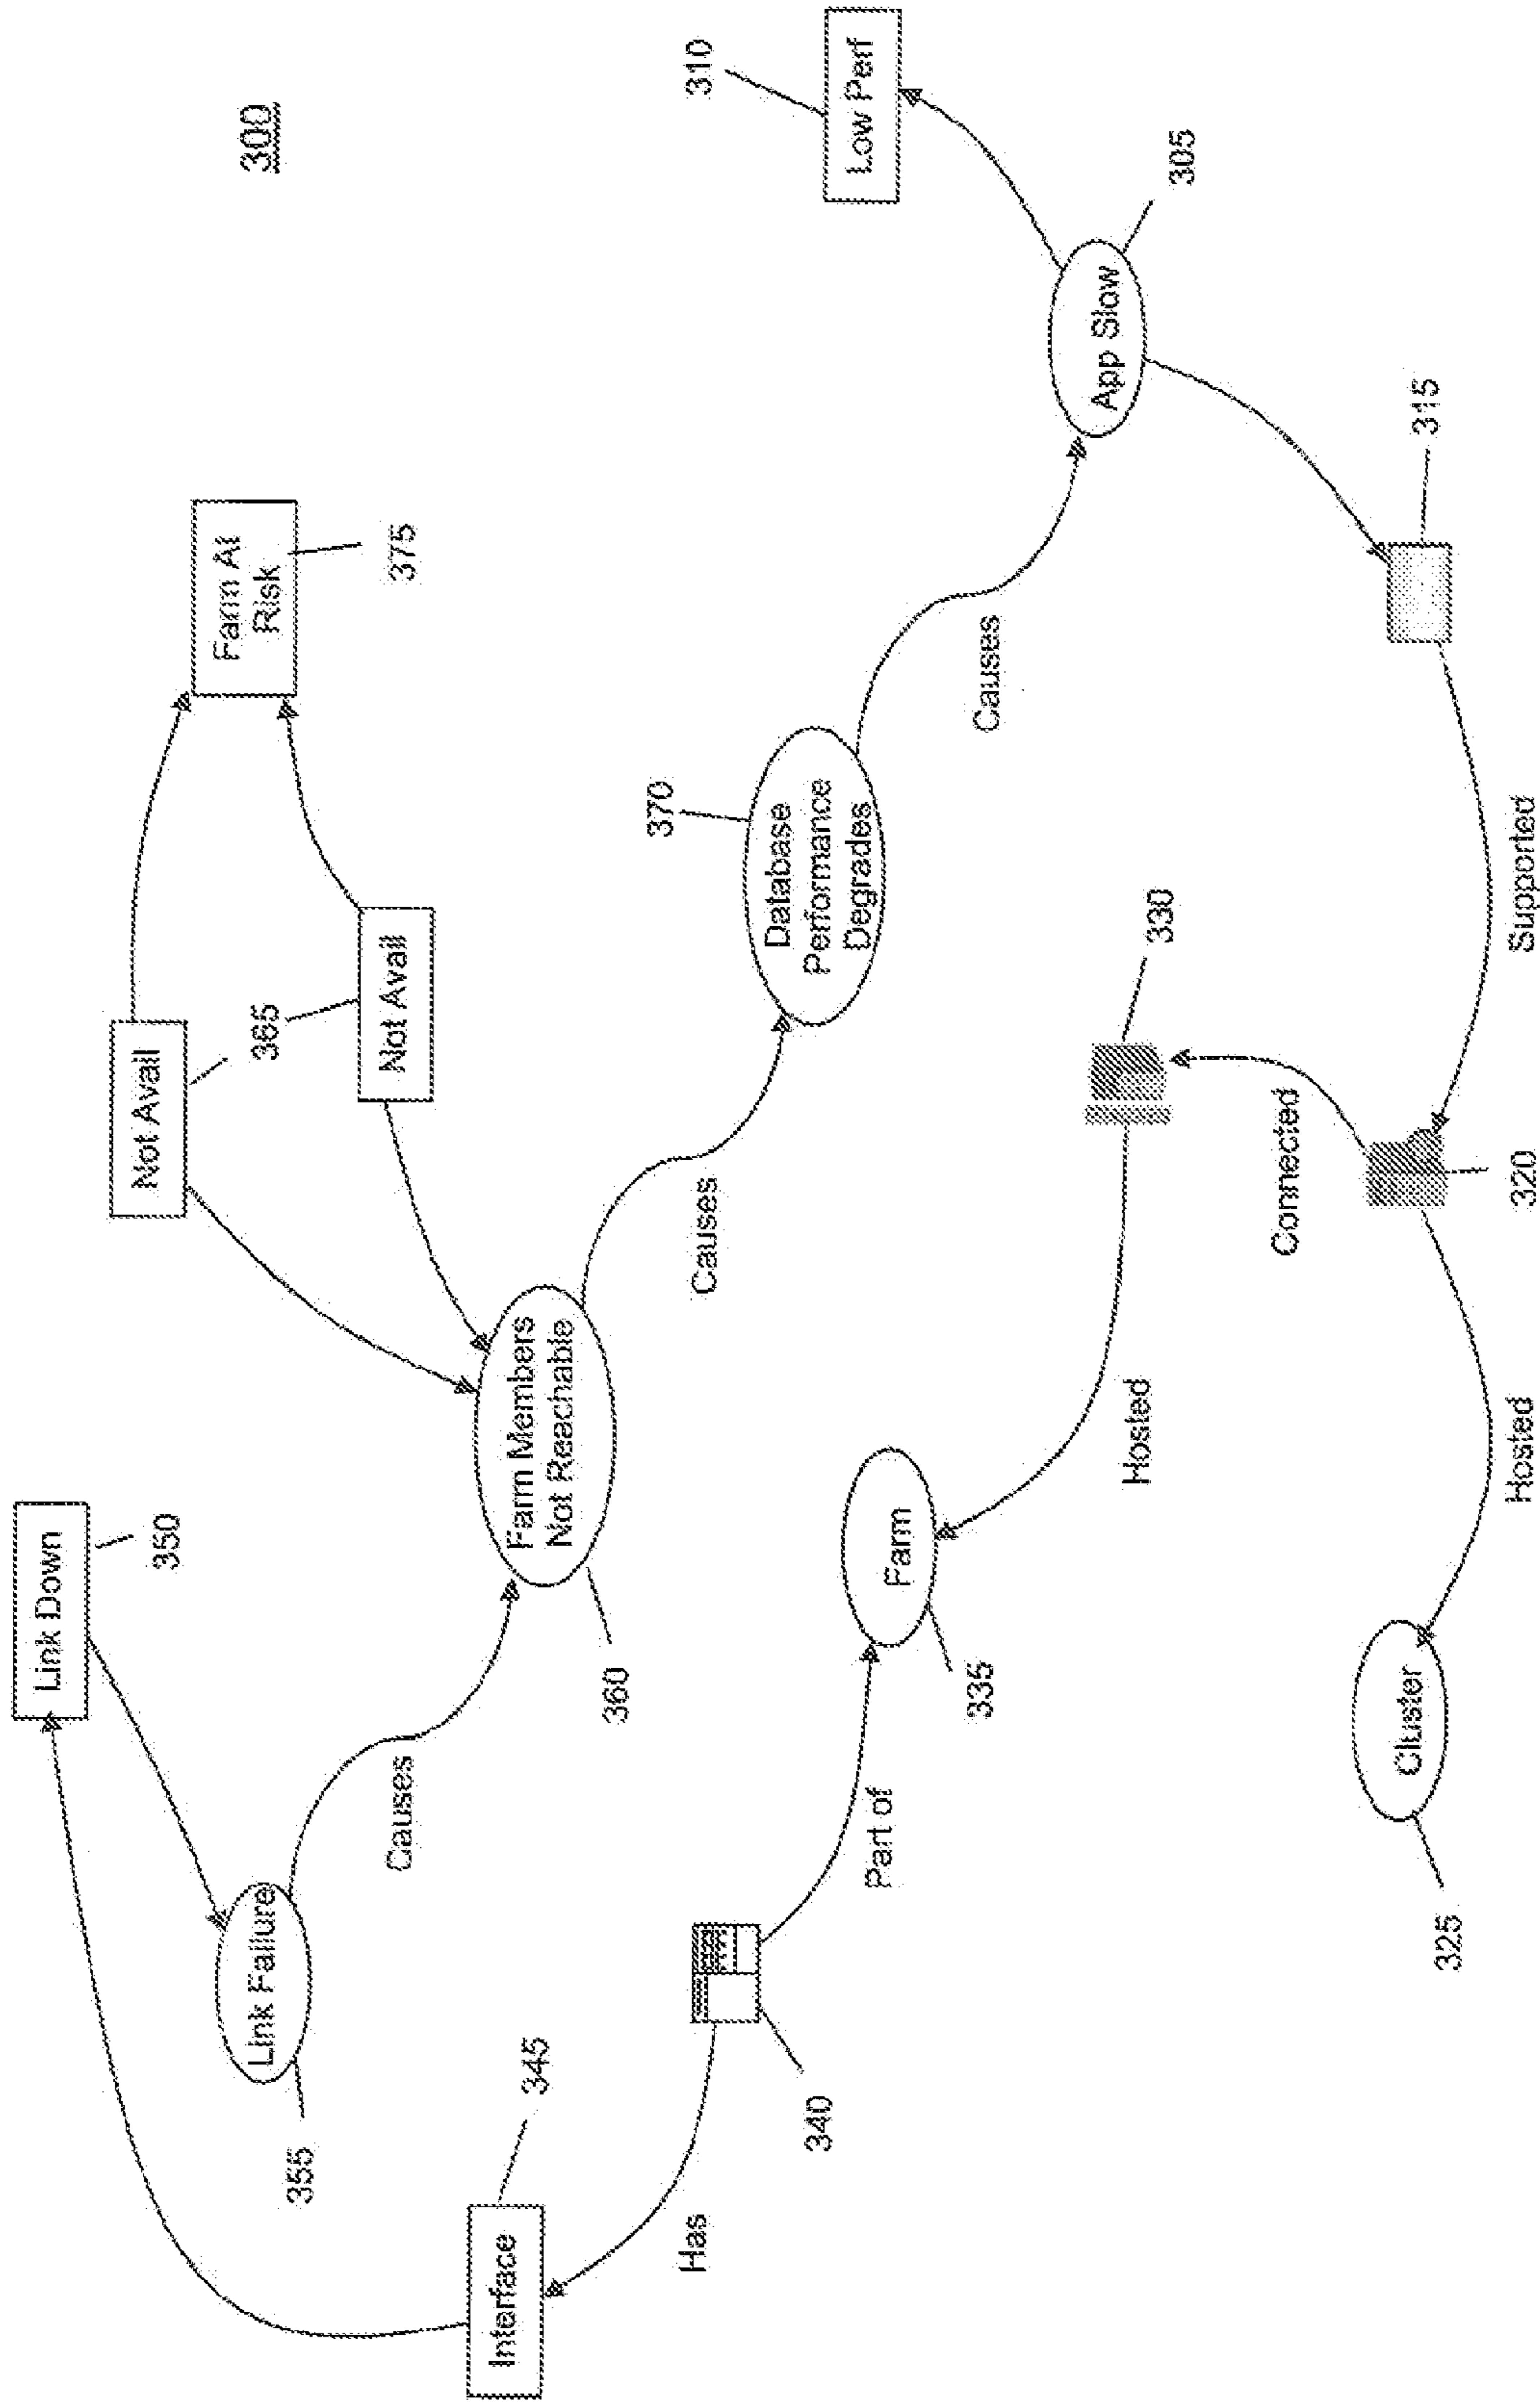 300
Link Down
350
Link Failure
355
Causes
Interface
345
Has
340
Part of
Farm
335
Farm Members
Not Reachable
360
Not Avail
365
Not Avail
Farm At
Risk
375
Causes
Database
Performance
Degrades
370
Causes
App Slow
305
Low Perf
310
315
Supported
320
Connected
330
Hosted
Hosted
Cluster
325